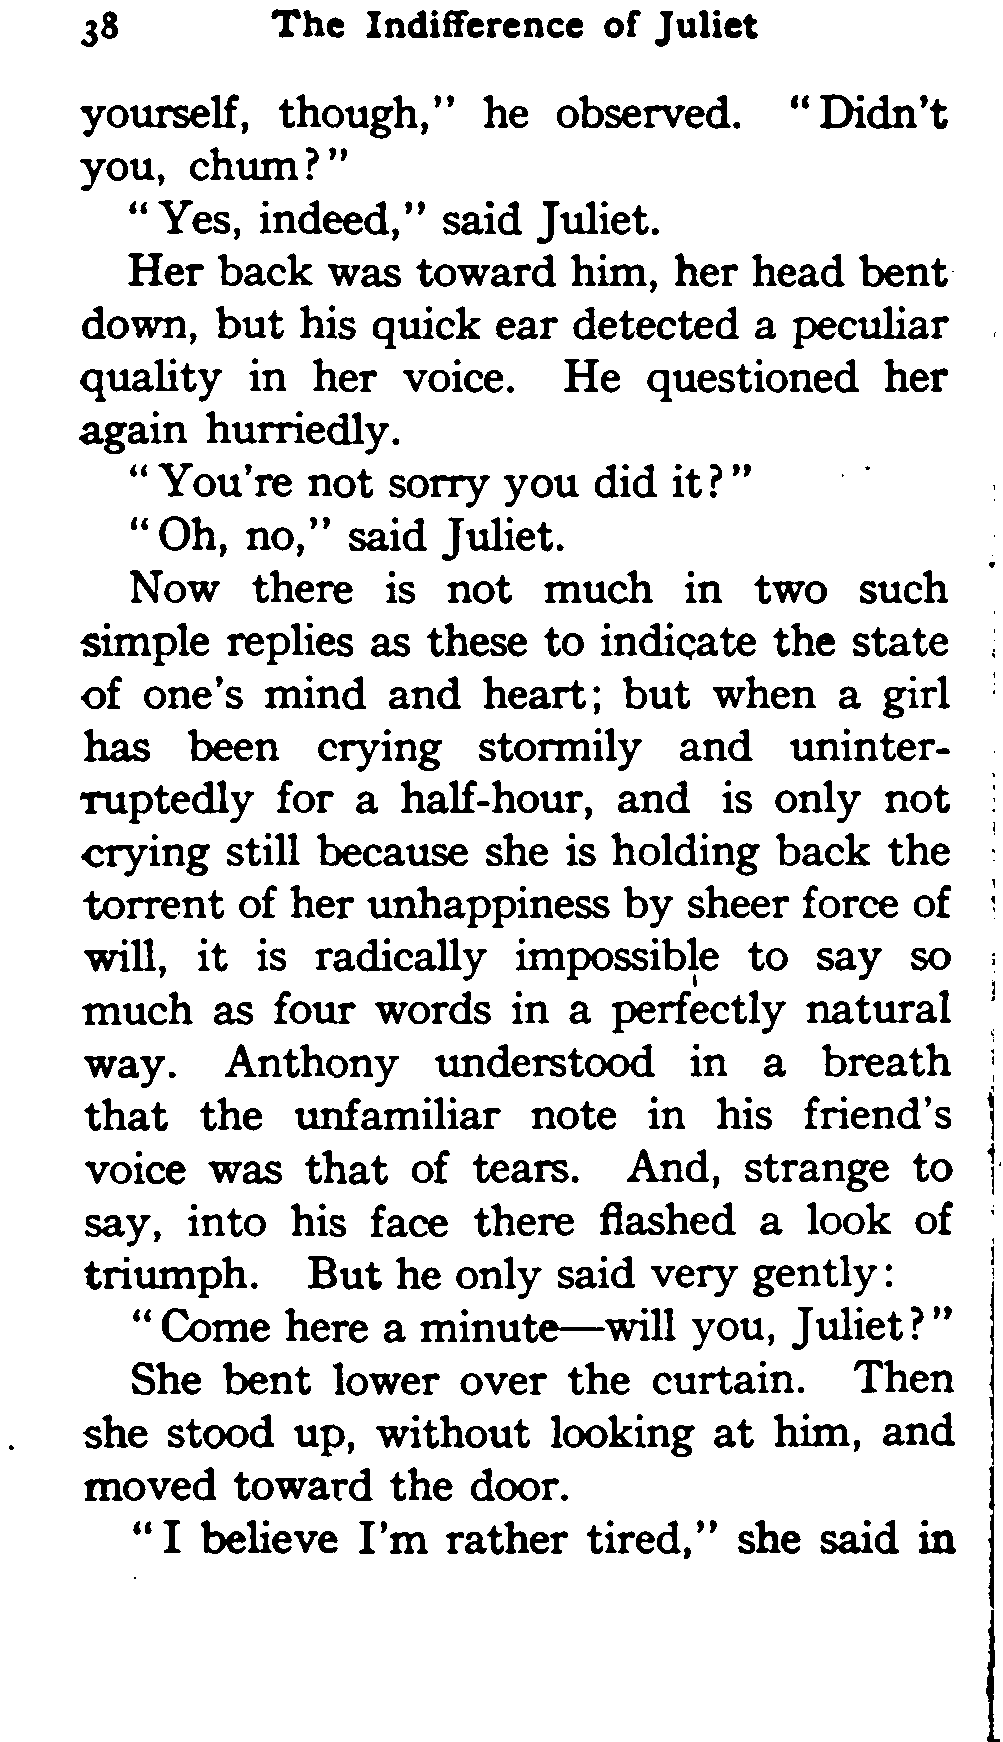 38 The Indifference of Juliet
yourself, though," he observed. "Didn't
you, chum?"
"Yes, indeed," said Juliet.
Her back was toward him, her head bent
down, but his quick ear detected a peculiar
quality in her voice. He questioned her
again hurriedly.
"You're not sorry you did it?"
"Oh, no," said Juliet.
Now there is not much in two such
simple replies as these to indicate the state
of one's mind and heart; but when a girl
has been crying stormily and uninter-
ruptedly for a half-hour, and is only not
crying still because she is holding back the
torrent of her unhappiness by sheer force of
will, it is radically impossible to say so
much as four words in a perfectly natural
way. Anthony understood in a breath
that the unfamiliar note in his friend's
voice was that of tears. And, strange to
say, into his face there flashed a look of
triumph. But he only said very gently:
"Come here a minute—will you, Juliet?"
She bent lower over the curtain. Then
she stood up, without looking at him, and
moved toward the door.
"I believe I'm rather tired," she said in